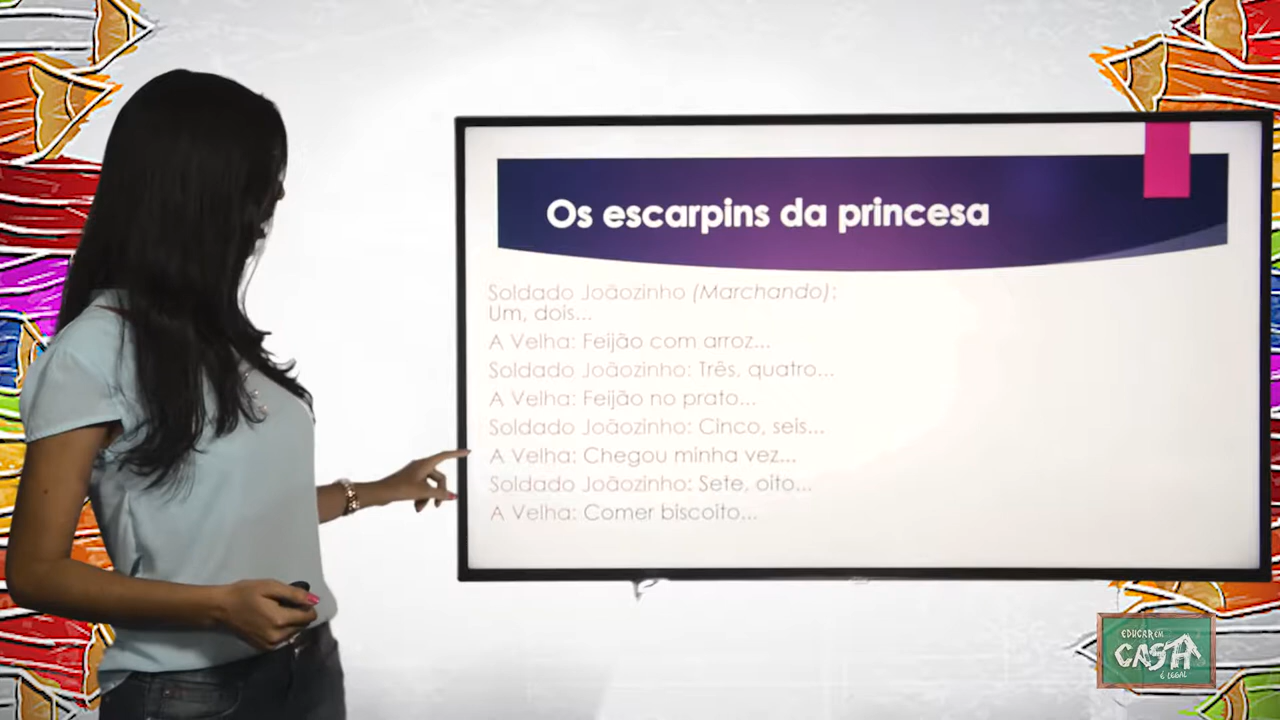 Os escarpins da princesa
Soldado Joãozinho (Marchando):
Um, dois...
A Velha: Feijão com arroz...
Soldado Joãozinho: Três, quatro...
A Velha: Feijão no prato...
Soldado Joãozinho: Cinco, seis...
A Velha: Chegou minha vez...
Soldado Joãozinho: Sete, oito...
A Velha: Comer biscoito...
EDUCAR EM
CASA
É LEGAL